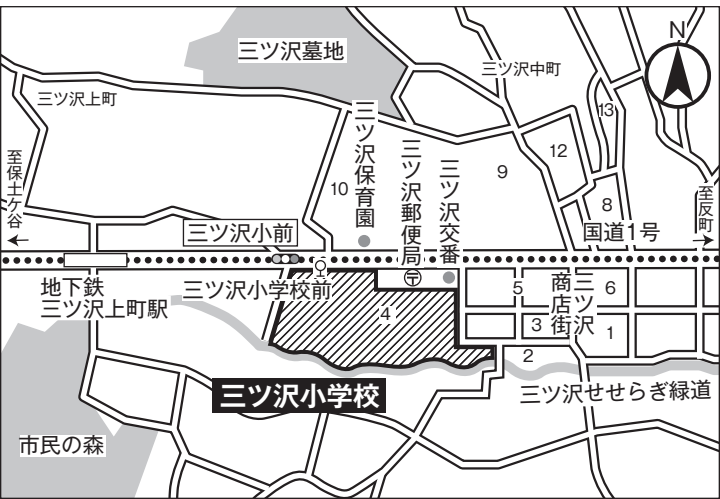 三ツ沢墓地
N
三ツ沢中町
三ツ沢上町
13
三ツ沢保育園
三ツ沢郵便局
〒
三ツ沢交番
12
9
10
8
至保土ケ谷
至反町
三ツ沢小前
国道1号
地下鉄
三ツ沢上町駅
三ツ沢小学校前
4
5
三ツ沢
商店街
6
3
1
2
三ツ沢小学校
三ツ沢せせらぎ緑道
市民の森